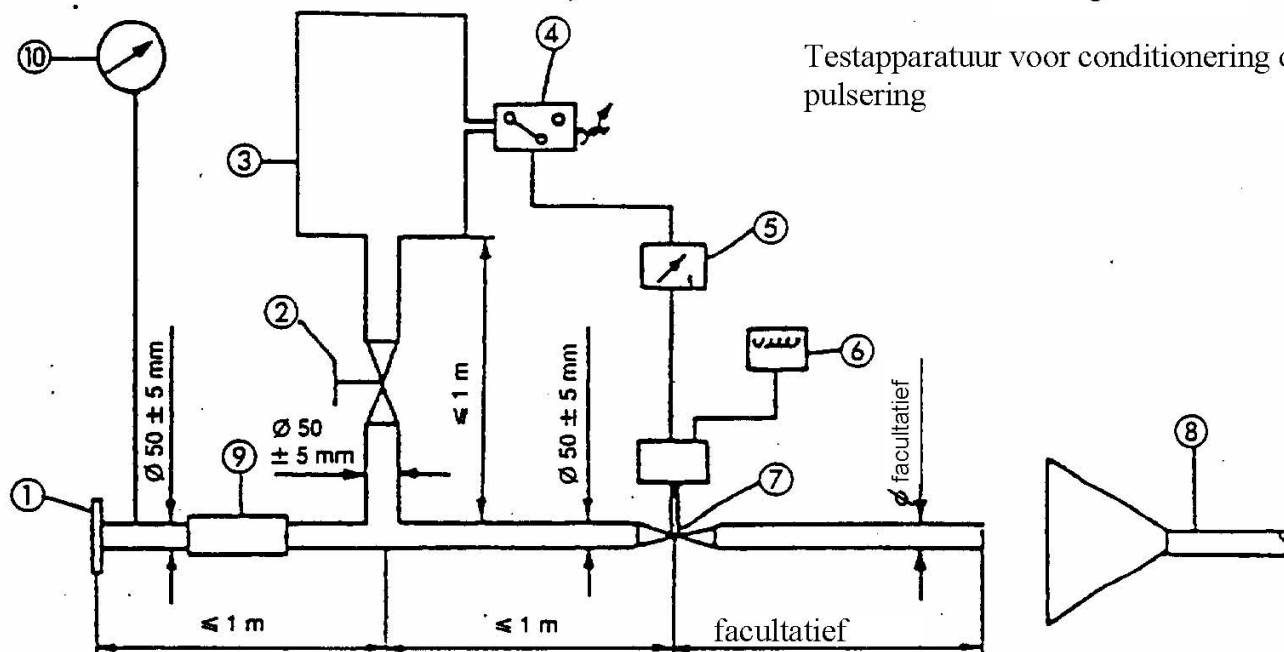 Testapparatuur voor conditionering
pulsering
10
4
3
5
2
6
Ø 50 ± 5 mm
Ø 50
± 5 mm
≤ 1 m
Ø 50 ± 5 mm
Ø facultatief
8
1
9
7
≤ 1 m
≤ 1 m
facultatief